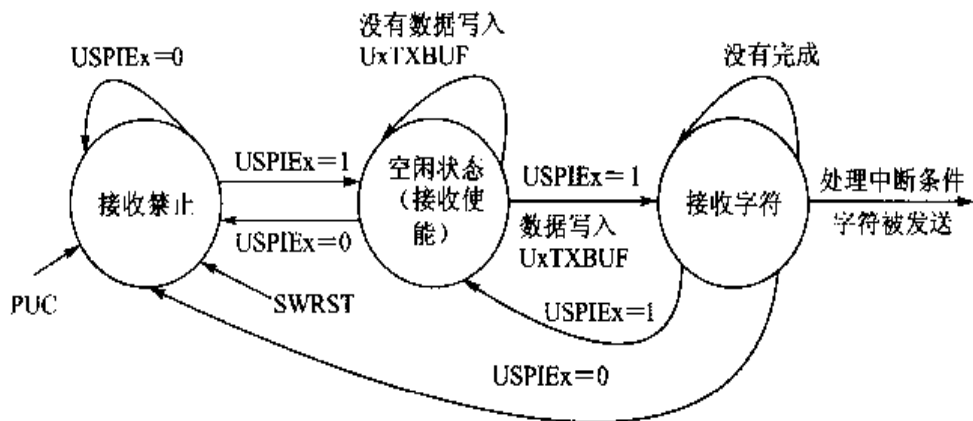 没有数据写入
UxTXBUF
USPIEx=0
没有完成
USPIEx=1
空闲状态
（接收使
能）
USPIEx=1
处理中断条件
接收禁止
接收字符
USPIEx=0
数据写入
UxTXBUF
字符被发送
PUC
SWRST
USPIEx=1
USPIEx=0